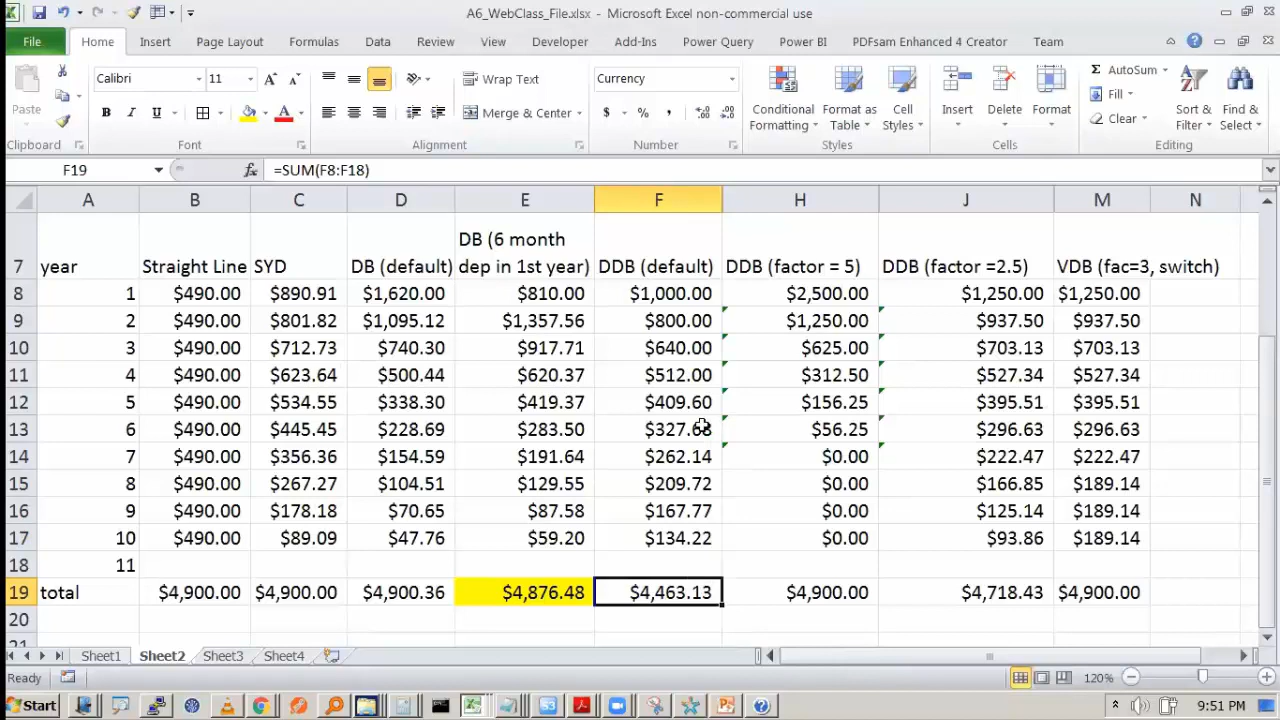 A6_WebClass_File.xlsx - Microsoft Excel non-commercial use
File Home Insert Page Layout Formulas Data Review View Developer Add-Ins Power Query Power BI PDFsam Enhanced 4 Creator Team
Paste
Calibri 11
B I U A
Wrap Text
Merge & Center
Currency
$ % ,
Conditional Formatting
Format as Table
Cell Styles
Insert
Delete
Format
AutoSum
Fill
Clear
Sort & Filter
Find & Select
Clipboard Font Alignment Number Styles Cells Editing
F19 fx =SUM(F8:F18)
A B C D E F H J M N
7 year Straight Line SYD DB (default) DB (6 month dep in 1st year) DDB (default) DDB (factor = 5) DDB (factor =2.5) VDB (fac=3, switch)
8 1 $490.00 $890.91 $1,620.00 $810.00 $1,000.00 $2,500.00 $1,250.00 $1,250.00
9 2 $490.00 $801.82 $1,095.12 $1,357.56 $800.00 $1,250.00 $937.50 $937.50
10 3 $490.00 $712.73 $740.30 $917.71 $640.00 $625.00 $703.13 $703.13
11 4 $490.00 $623.64 $500.44 $620.37 $512.00 $312.50 $527.34 $527.34
12 5 $490.00 $534.55 $338.30 $419.37 $409.60 $156.25 $395.51 $395.51
13 6 $490.00 $445.45 $228.69 $283.50 $56.25 $296.63 $296.63
14 7 $490.00 $356.36 $154.59 $191.64 $262.14 $0.00 $222.47 $222.47
15 8 $490.00 $267.27 $104.51 $129.55 $209.72 $0.00 $166.85 $189.14
16 9 $490.00 $178.18 $70.65 $87.58 $167.77 $0.00 $125.14 $189.14
17 10 $490.00 $89.09 $47.76 $59.20 $134.22 $0.00 $93.86 $189.14
18 11
19 total $4,900.00 $4,900.00 $4,900.36 $4,876.48 $4,463.13 $4,900.00 $4,718.43 $4,900.00
20
Sheet1 Sheet2 Sheet3 Sheet4
Ready 120%
Start 9:51 PM